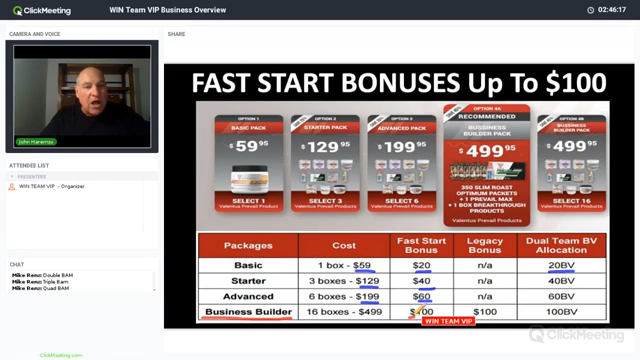 ClickMeeting
WIN Team VIP Business Overview
02:46:17
CAMERA AND VOICE
SHARE
John Haremza
ATTENDEE LIST
PRESENTERS
WIN TEAM VIP - Organizer
CHAT
Mike Reno: Double BAM
Mike Reno: Triple Bam
Mike Reno: Quad BAM
ClickMeeting.com
FAST START BONUSES Up To $100
OPTION 1
BASIC PACK
$59.95
SELECT 1
Valentus Prevail Product
OPTION 2
STARTER PACK
$129.95
SELECT 3
Valentus Prevail Products
OPTION 3
ADVANCED PACK
$199.95
SELECT 6
Valentus Prevail Products
OPTION 4A
RECOMMENDED
BUSSINESS BUILDER PACK
$499.95
350 SLIM ROAST
OPTIMUM PACKETS +
1 PREVAIL MAX
+ 1 BOX BREAKTHROUGH
PRODUCTS
Valentus Prevail Product
OPTION 4B
BUSSINESS BUILDER PACK
$499.95
SELECT 16
Valentus Prevail Product
Packages Cost Fast Start Bonus Legacy Bonus Dual Team BV Allocation
Basic 1 box - $59 $20 n/a 20BV
Starter 3 boxes - $129 $40 n/a 40BV
Advanced 6 boxes - $199 $60 n/a 60BV
Business Builder 16 boxes - $499 $100 $100 100BV
WIN TEAM VIP
ClickMeeting